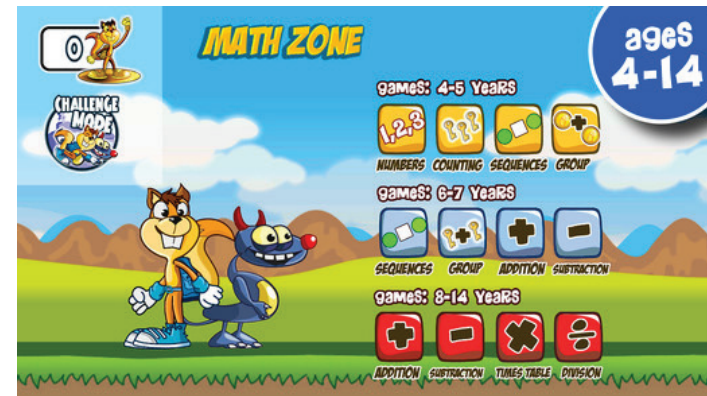 0
MATH ZONE
ages
4-14
CHALLENGE
MODE
games: 4-5 YeaRS
1,2,3
NUMBERS COUNTING SEQUENCES GROUP
games: 6-7 YeaRS
SEQUENCES GROUP ADDITION SUBTRACTION
games: 8-14 YeaRS
ADDITION SUBTRACTION TIMES TABLE DIVISION